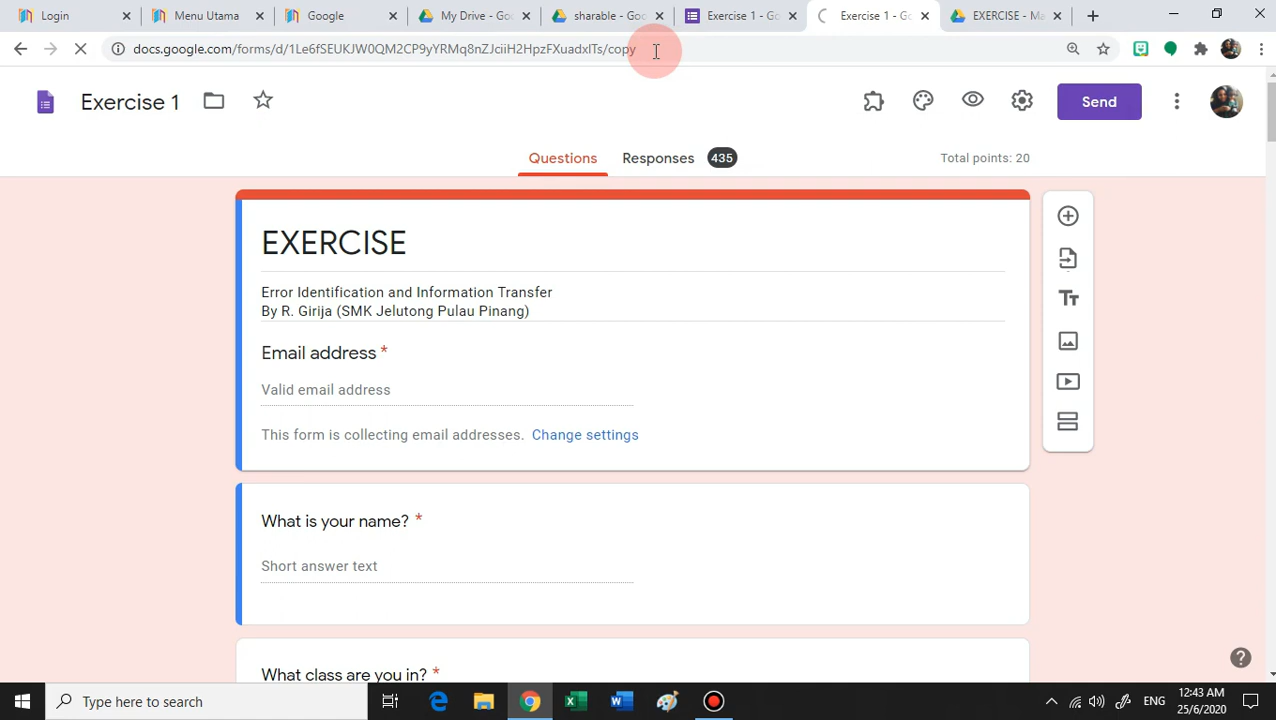 Login
Menu Utama
Google
My Drive - Go
sharable - Goo
Exercise 1 - Go
Exercise 1 - Go
EXERCISE - Ma
docs.google.com/forms/d/1Le6fSEUKJW0QM2CP9yYRMq8nZJciiH2HpzFXuadxITs/copy
Exercise 1
Send
Questions
Responses 435
Total points: 20
EXERCISE
Error Identification and Information Transfer
By R. Girija (SMK Jelutong Pulau Pinang)
Email address *
Valid email address
This form is collecting email addresses. Change settings
What is your name? *
Short answer text
What class are you in? *
Type here to search
ENG
12:43 AM
25/6/2020